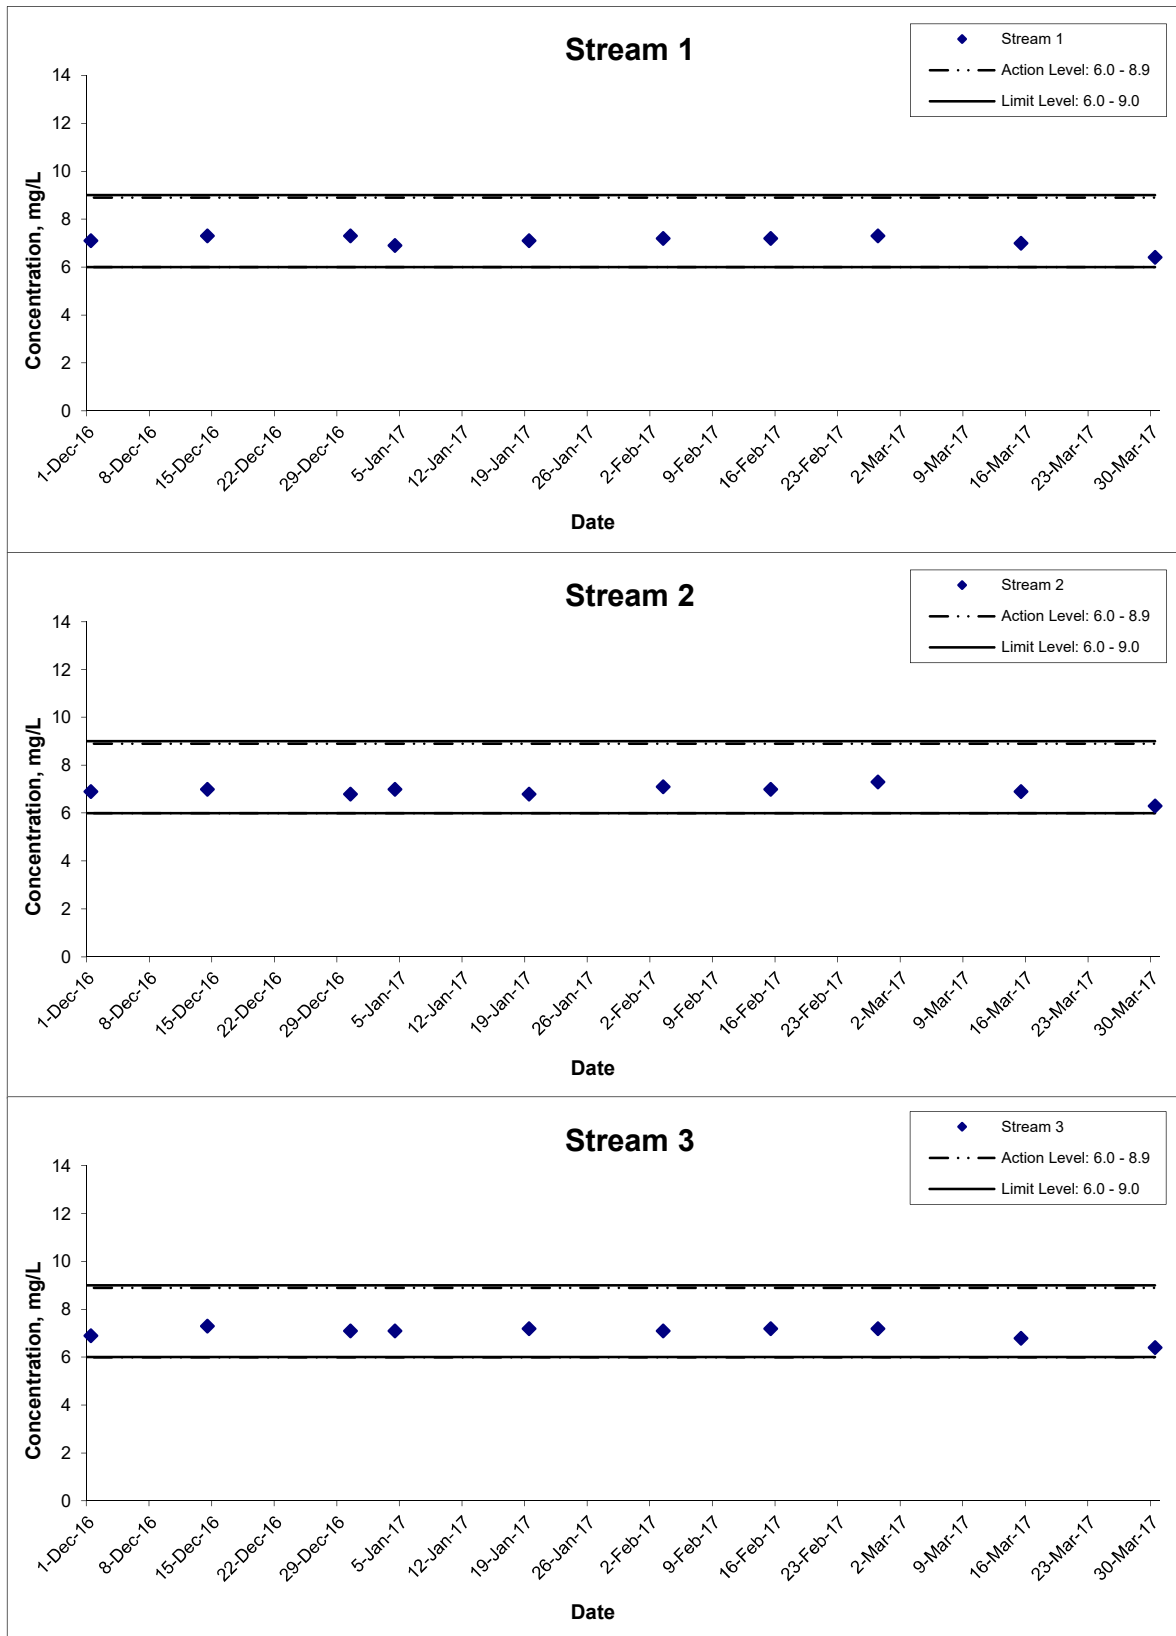 Stream 1
Stream 1
Action Level: 6.0 - 8.9
Limit Level: 6.0 - 9.0
Concentration, mg/L
14
12
10
8
6
4
2
0
1-Dec-16
8-Dec-16
15-Dec-16
22-Dec-16
29-Dec-16
5-Jan-17
12-Jan-17
19-Jan-17
26-Jan-17
2-Feb-17
9-Feb-17
16-Feb-17
23-Feb-17
2-Mar-17
9-Mar-17
16-Mar-17
23-Mar-17
30-Mar-17
Date
Stream 2
Stream 2
Action Level: 6.0 - 8.9
Limit Level: 6.0 - 9.0
Concentration, mg/L
14
12
10
8
6
4
2
0
1-Dec-16
8-Dec-16
15-Dec-16
22-Dec-16
29-Dec-16
5-Jan-17
12-Jan-17
19-Jan-17
26-Jan-17
2-Feb-17
9-Feb-17
16-Feb-17
23-Feb-17
2-Mar-17
9-Mar-17
16-Mar-17
23-Mar-17
30-Mar-17
Date
Stream 3
Stream 3
Action Level: 6.0 - 8.9
Limit Level: 6.0 - 9.0
Concentration, mg/L
14
12
10
8
6
4
2
0
1-Dec-16
8-Dec-16
15-Dec-16
22-Dec-16
29-Dec-16
5-Jan-17
12-Jan-17
19-Jan-17
26-Jan-17
2-Feb-17
9-Feb-17
16-Feb-17
23-Feb-17
2-Mar-17
9-Mar-17
16-Mar-17
23-Mar-17
30-Mar-17
Date